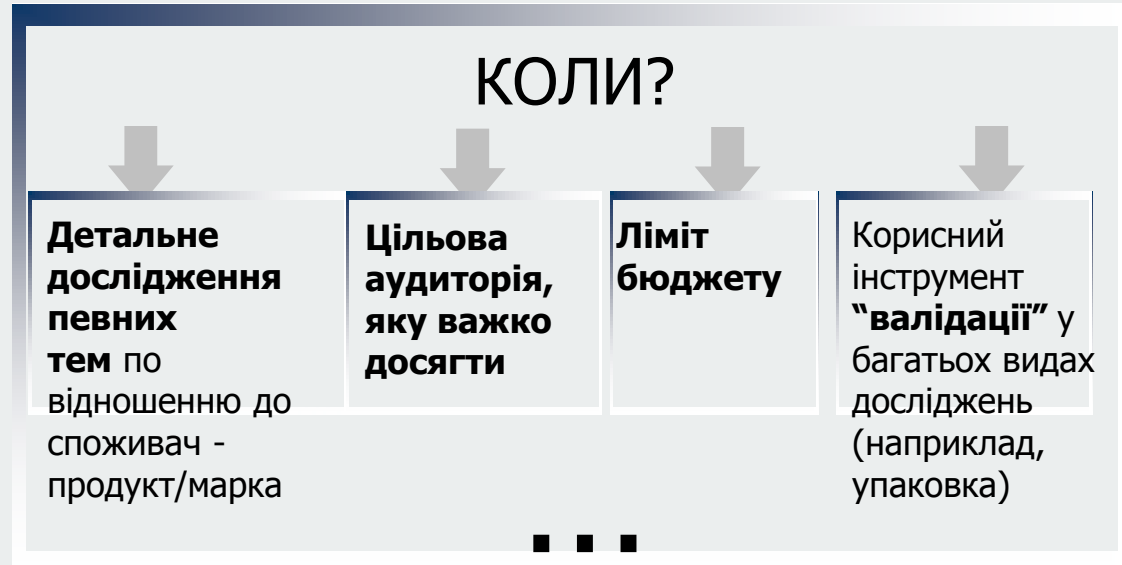 КОЛИ?
Детальне
дослідження
певних
тем по
відношенню до
споживач -
продукт/марка
Цільова
аудиторія,
яку важко
досягти
Ліміт
бюджету
Корисний
інструмент
“валідації” у
багатьох видах
досліджень
(наприклад,
упаковка)
...